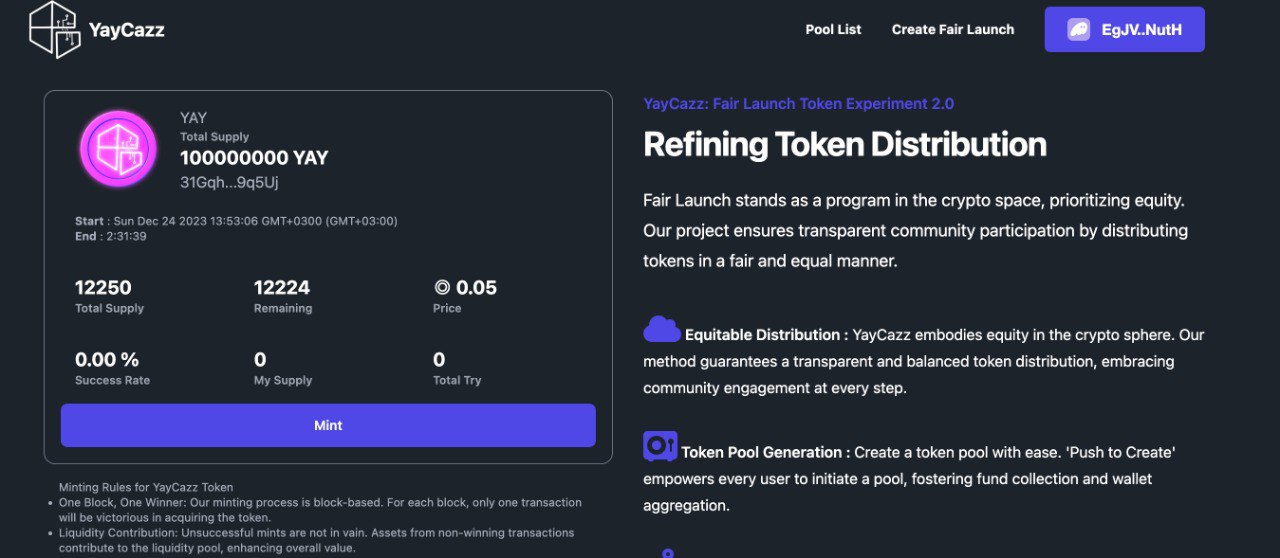 YayCazz
Pool List
Create Fair Launch
EgJV..NutH
YAY
Total Supply
100000000 YAY
31Gqh...9q5Uj
Start : Sun Dec 24 2023 13:53:06 GMT+0300 (GMT+03:00)
End : 2:31:39
12250
Total Supply
12224
Remaining
0.05
Price
0.00 %
Success Rate
0
My Supply
0
Total Try
Mint
Minting Rules for YayCazz Token
• One Block, One Winner: Our minting process is block-based. For each block, only one transaction
will be victorious in acquiring the token.
• Liquidity Contribution: Unsuccessful mints are not in vain. Assets from non-winning transactions
contribute to the liquidity pool, enhancing overall value.
YayCazz: Fair Launch Token Experiment 2.0
Refining Token Distribution
Fair Launch stands as a program in the crypto space, prioritizing equity.
Our project ensures transparent community participation by distributing
tokens in a fair and equal manner.
Equitable Distribution : YayCazz embodies equity in the crypto sphere. Our
method guarantees a transparent and balanced token distribution, embracing
community engagement at every step.
Token Pool Generation : Create a token pool with ease. 'Push to Create'
empowers every user to initiate a pool, fostering fund collection and wallet
aggregation.